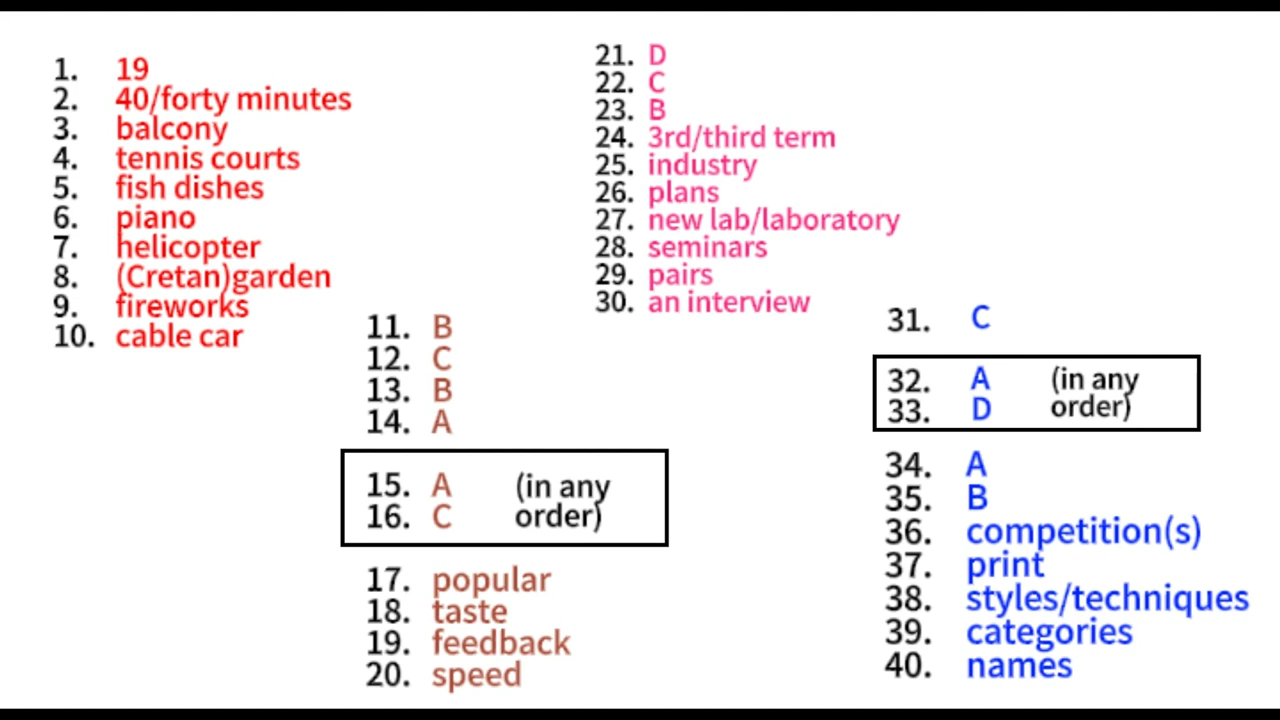 1. 19
2. 40/forty minutes
3. balcony
4. tennis courts
5. fish dishes
6. piano
7. helicopter
8. (Cretan)garden
9. fireworks
10. cable car
11. B
12. C
13. B
14. A
15. A (in any
16. C order)
17. popular
18. taste
19. feedback
20. speed
21. D
22. C
23. B
24. 3rd/third term
25. industry
26. plans
27. new lab/laboratory
28. seminars
29. pairs
30. an interview
31. C
32. A (in any
33. D order)
34. A
35. B
36. competition(s)
37. print
38. styles/techniques
39. categories
40. names